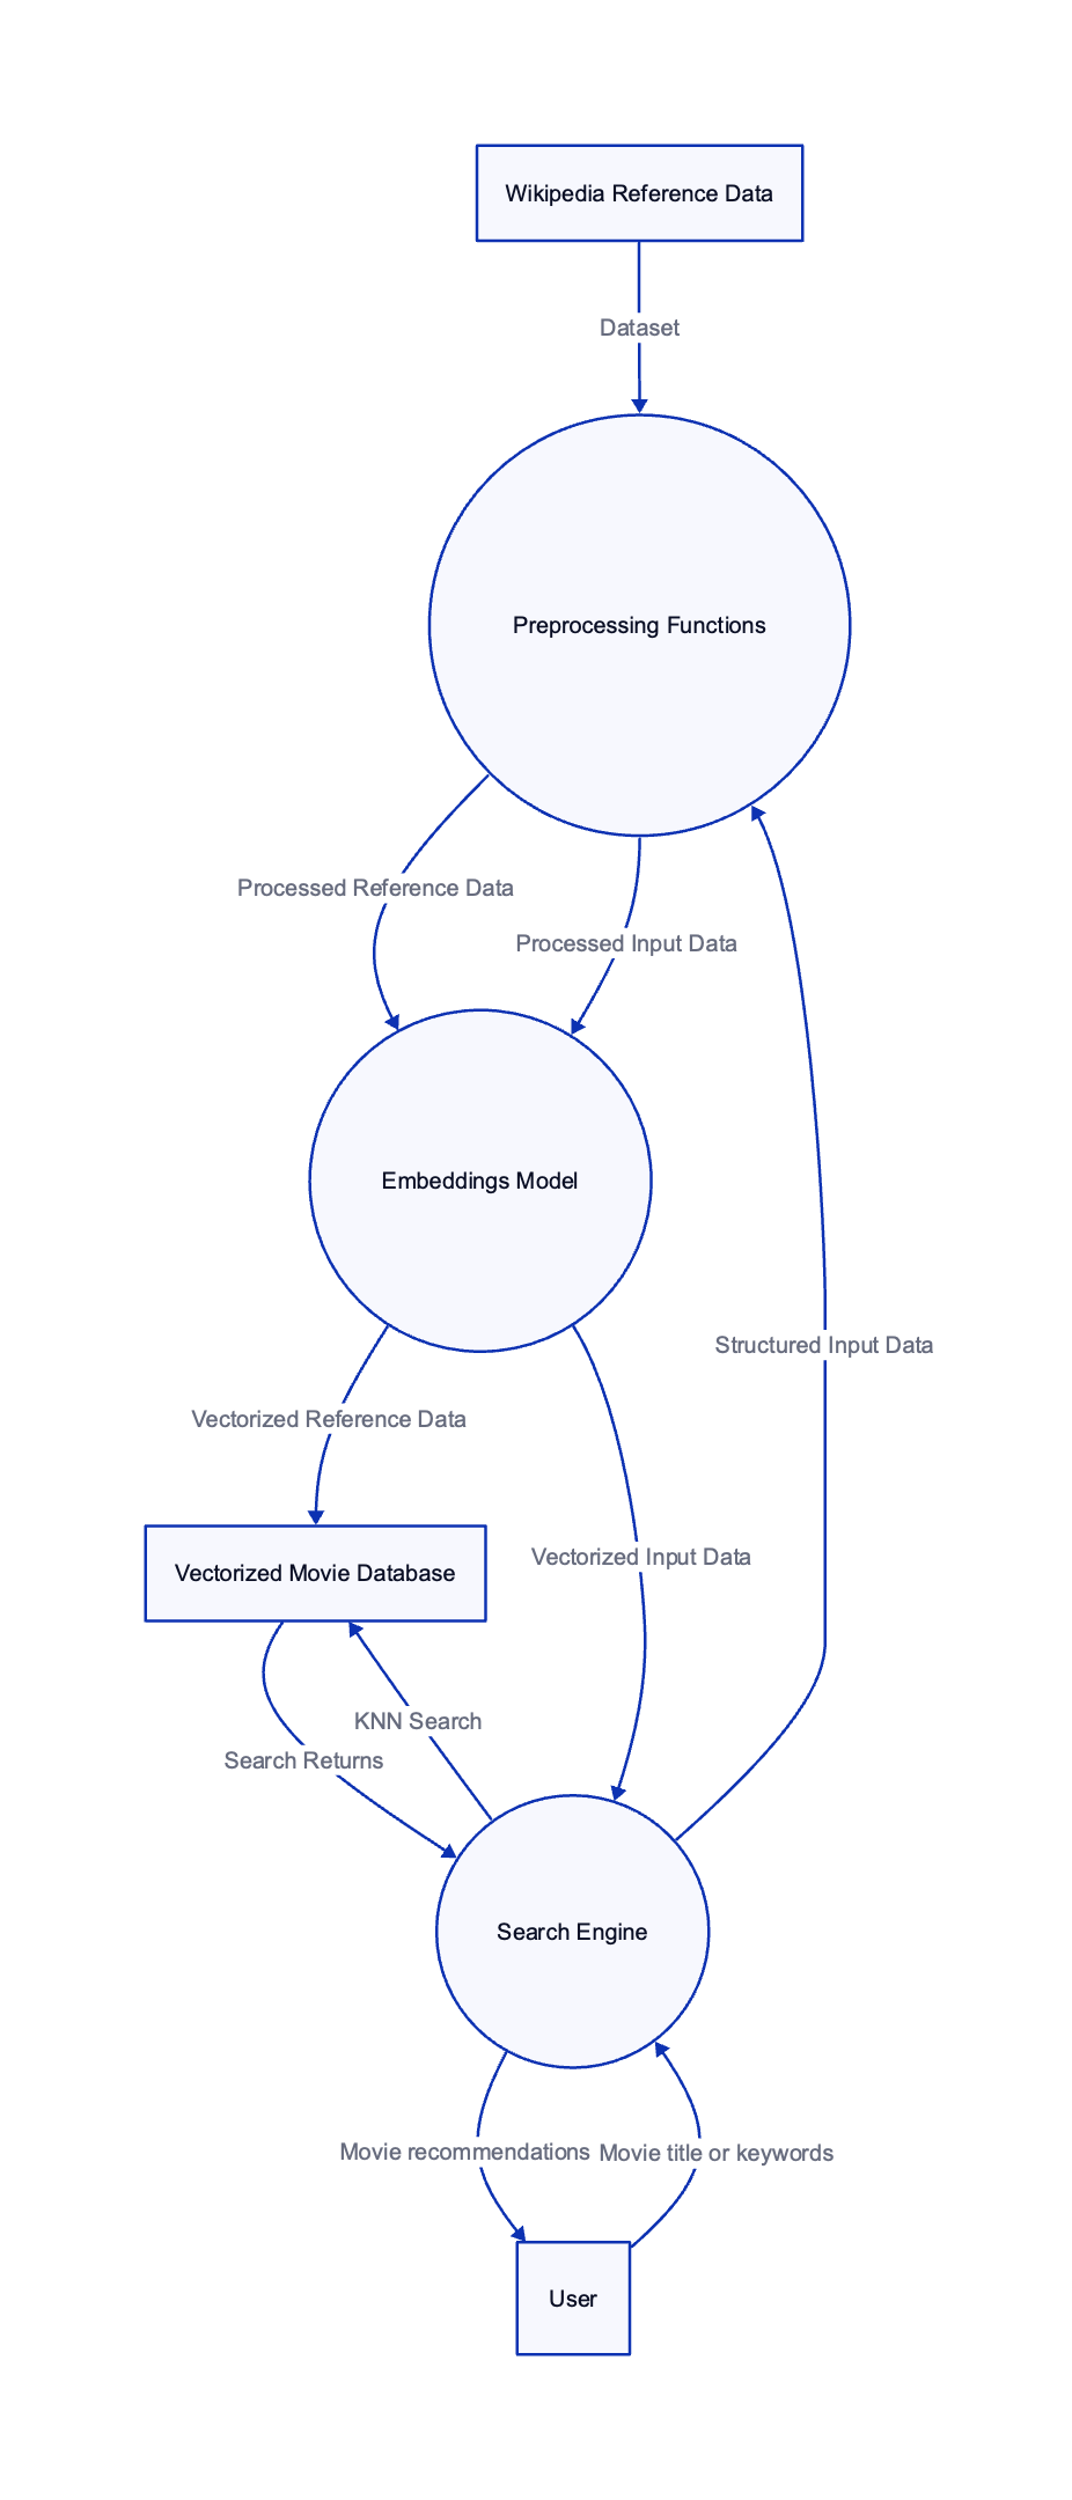 Wikipedia Reference Data
Dataset
Preprocessing Functions
Processed Reference Data
Processed Input Data
Embeddings Model
Structured Input Data
Vectorized Reference Data
Vectorized Input Data
Vectorized Movie Database
KNN Search
Search Returns
Search Engine
Movie recommendations
Movie title or keywords
User